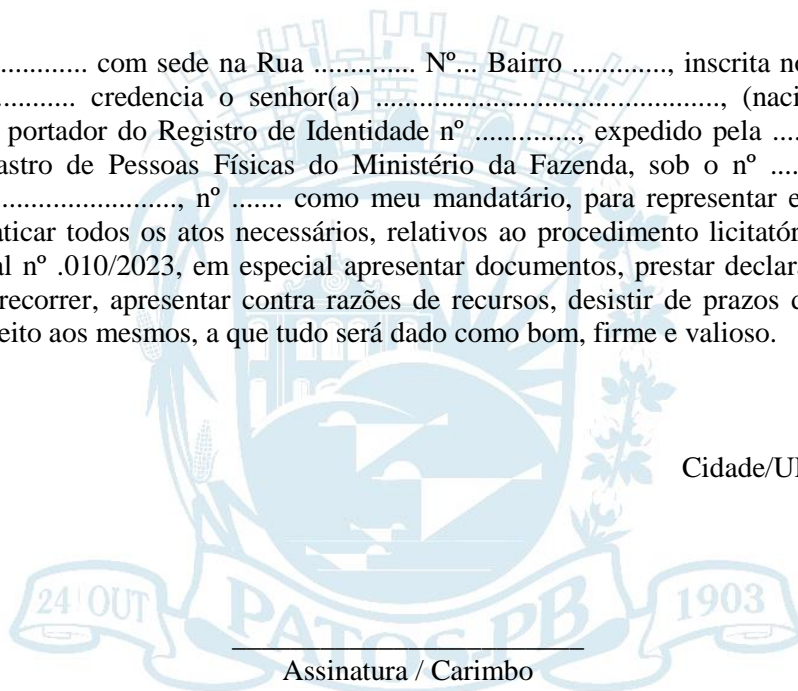 ............. com sede na Rua ............. Nº... Bairro ............, inscrita no
............ credencia o senhor(a) ..........................................., (naci
portador do Registro de Identidade nº ............., expedido pela .....
astro de Pessoas Físicas do Ministério da Fazenda, sob o nº .....
......................, nº ....... como meu mandatário, para representar e
aticar todos os atos necessários, relativos ao procedimento licitatór
al nº .010/2023, em especial apresentar documentos, prestar declara
recorrer, apresentar contra razões de recursos, desistir de prazos d
eito aos mesmos, a que tudo será dado como bom, firme e valioso.
Cidade/U
24 OUT
PATOS-PB
1903
Assinatura / Carimbo